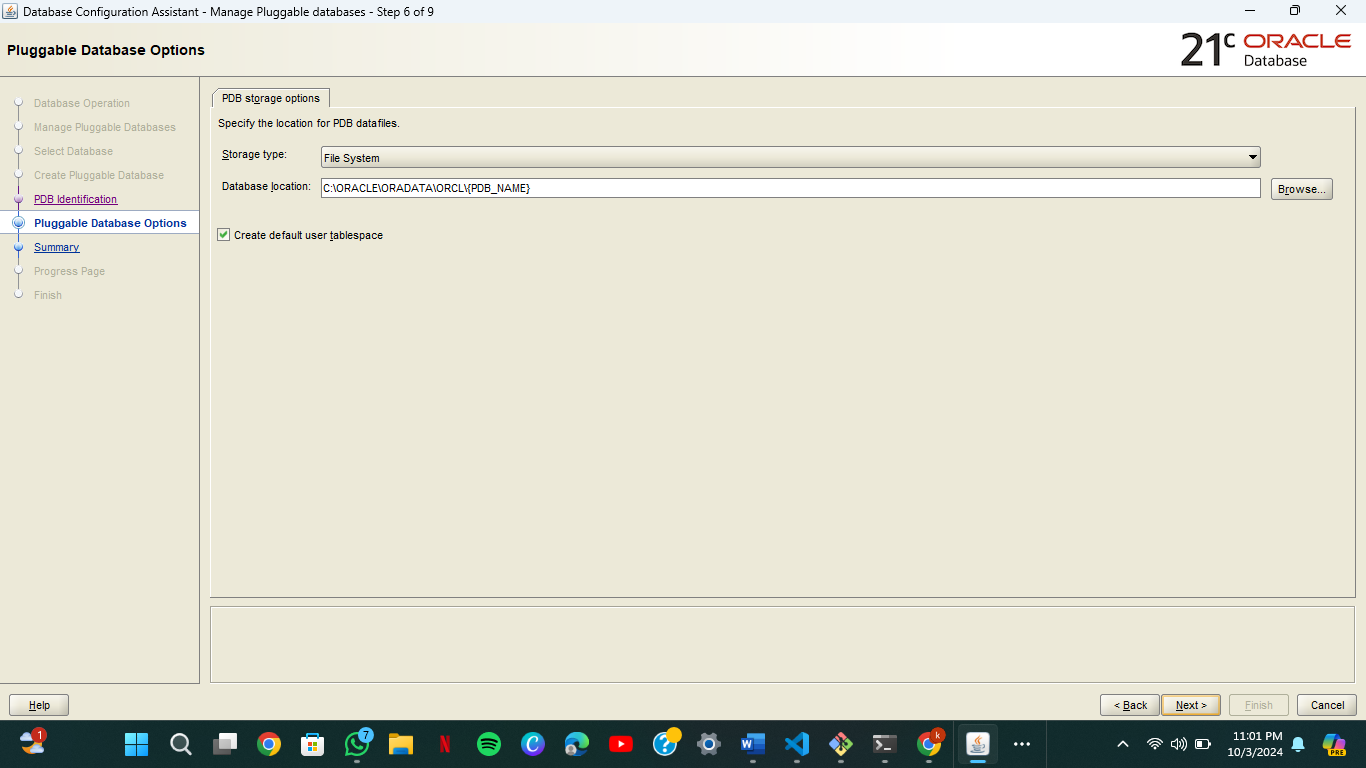 Database Configuration Assistant - Manage Pluggable databases - Step 6 of 9
Pluggable Database Options
21c ORACLE
Database
Database Operation
Manage Pluggable Databases
Select Database
Create Pluggable Database
PDB Identification
Pluggable Database Options
Summary
Progress Page
Finish
PDB storage options
Specify the location for PDB datafiles.
Storage type: File System
Database location: C:\ORACLE\ORADATA\ORCL\{PDB_NAME} Browse...
Create default user tablespace
Help < Back Next > Finish Cancel
1 7 k 11:01 PM
10/3/2024 PRE